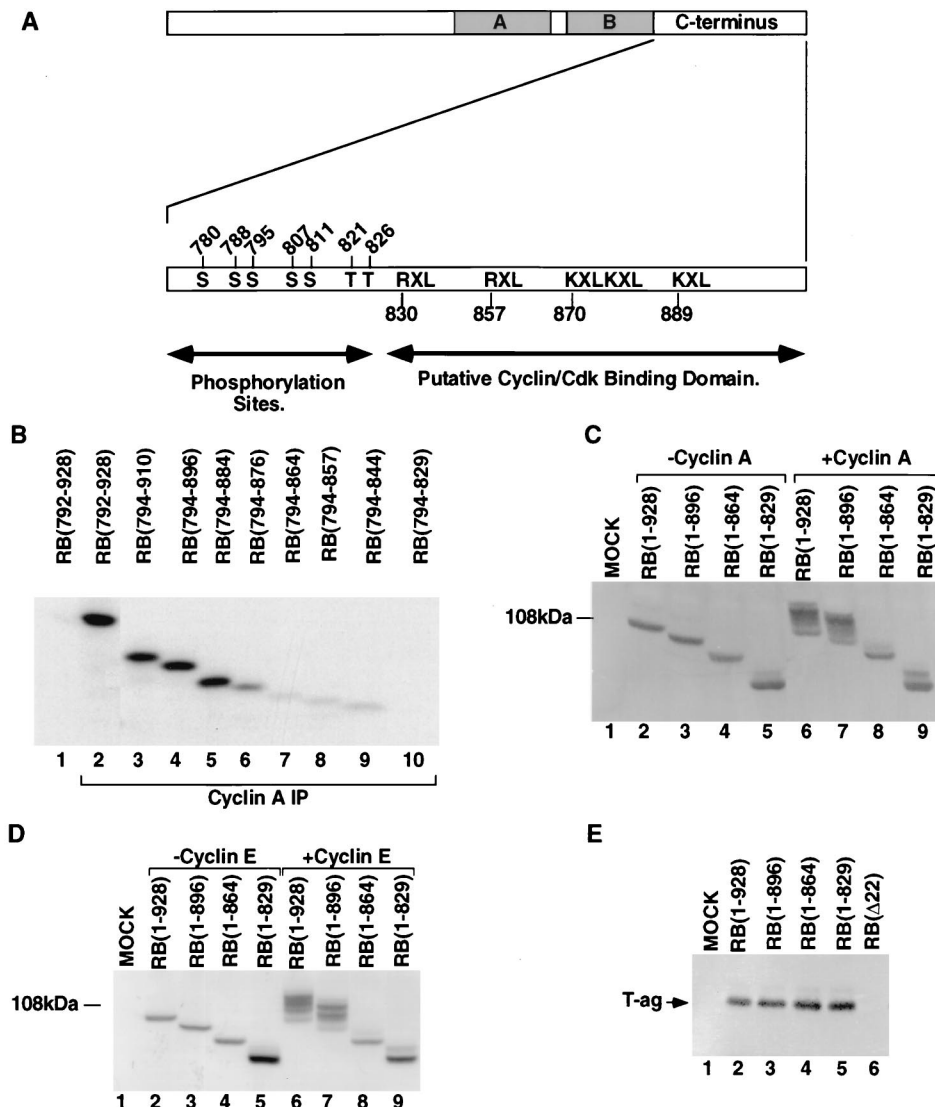 A
A B C-terminus
780 788 795 807 811 821 826
S S S S S T T RXL RXL KXLKXL KXL
830 857 870 889
Phosphorylation
Sites.
Putative Cyclin/Cdk Binding Domain.
B
RB(792-928) RB(792-928) RB(794-910) RB(794-896) RB(794-884) RB(794-876) RB(794-864) RB(794-857) RB(794-844) RB(794-829)
1 2 3 4 5 6 7 8 9 10
Cyclin A IP
C
-Cyclin A +Cyclin A
MOCK RB(1-928) RB(1-896) RB(1-864) RB(1-829) RB(1-928) RB(1-896) RB(1-864) RB(1-829)
108kDa
1 2 3 4 5 6 7 8 9
D
-Cyclin E +Cyclin E
MOCK RB(1-928) RB(1-896) RB(1-864) RB(1-829) RB(1-928) RB(1-896) RB(1-864) RB(1-829)
108kDa
1 2 3 4 5 6 7 8 9
E
MOCK RB(1-928) RB(1-896) RB(1-864) RB(1-829) RB(Δ22)
T-ag
1 2 3 4 5 6